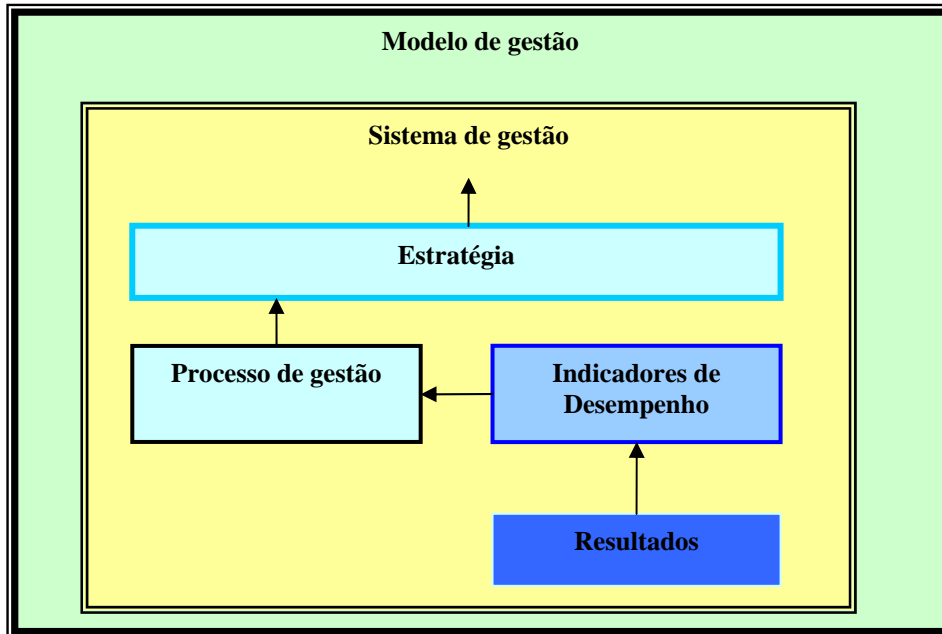 Modelo de gestão
Sistema de gestão
Estratégia
Processo de gestão
Indicadores de
Desempenho
Resultados